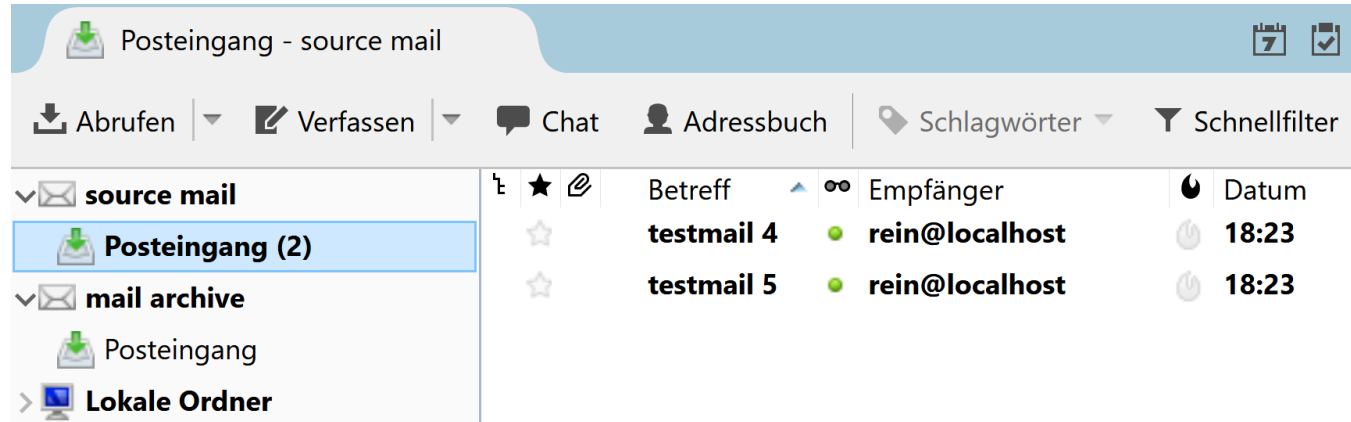 Posteingang - source mail
7
Abrufen Verfassen Chat Adressbuch Schlagwörter Schnellfilter
source mail
Posteingang (2)
mail archive
Posteingang
Lokale Ordner
Betreff Empfänger Datum
testmail 4 rein@localhost 18:23
testmail 5 rein@localhost 18:23